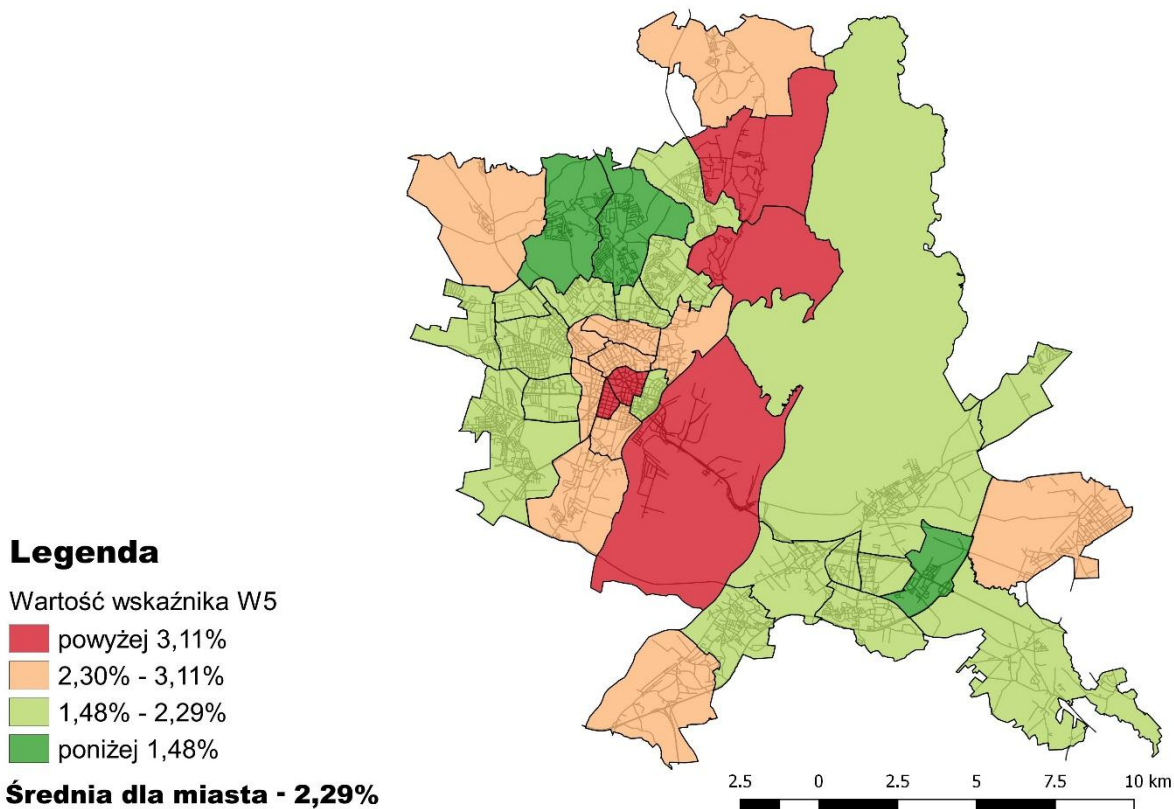 Legenda
Wartość wskaźnika W5
powyżej 3,11%
2,30% - 3,11%
1,48% - 2,29%
poniżej 1,48%
Średnia dla miasta - 2,29%
2.5 0 2.5 5 7.5 10 km